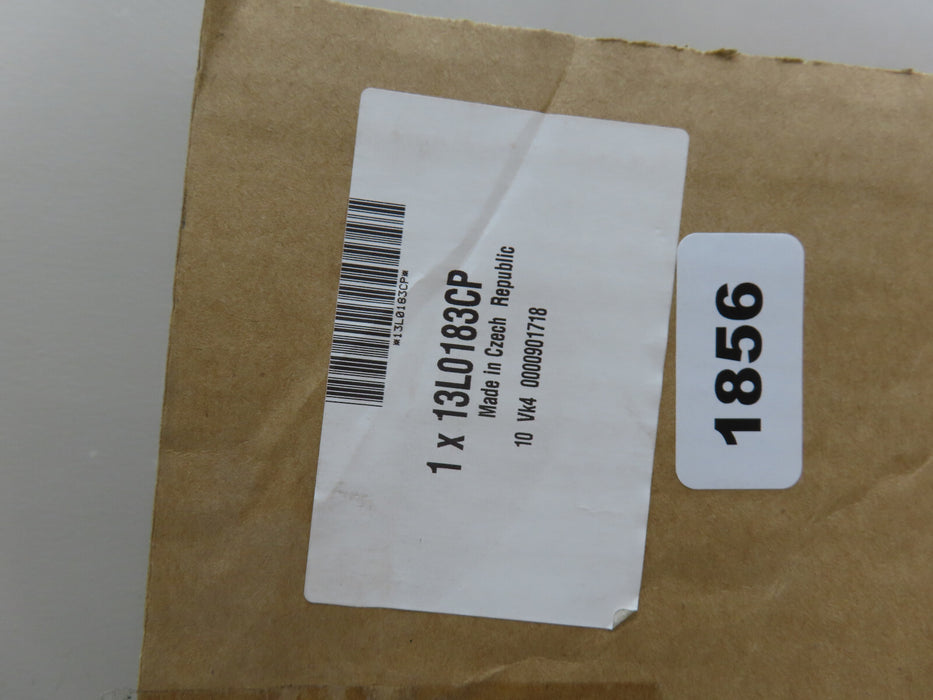 *13L0183CP*
1 x 13L0183CP
Made in Czech Republic
10 Vk4 0000901718
1856